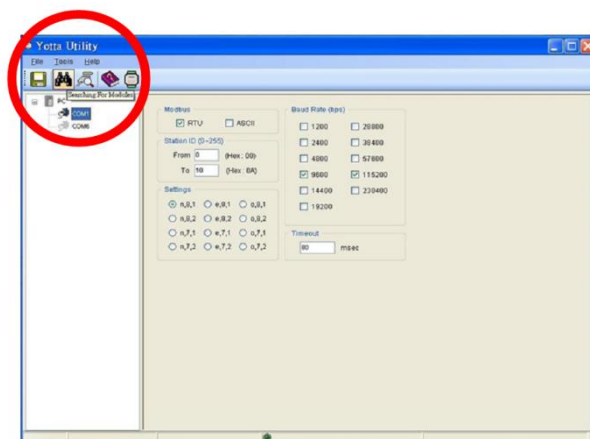 Yotta Utility
File Tools Help
Searching For Modules
PC
COM1
COM6
Modbus
RTU ASCII
Station ID (0~255)
From 0 (Hex: 00)
To 10 (Hex: 0A)
Settings
n,8,1 e,8,1 o,8,1
n,8,2 e,8,2 o,8,2
n,7,1 e,7,1 o,7,1
n,7,2 e,7,2 o,7,2
Baud Rate (bps)
1200 28800
2400 38400
4800 57600
9600 115200
14400 230400
19200
Timeout
80 msec